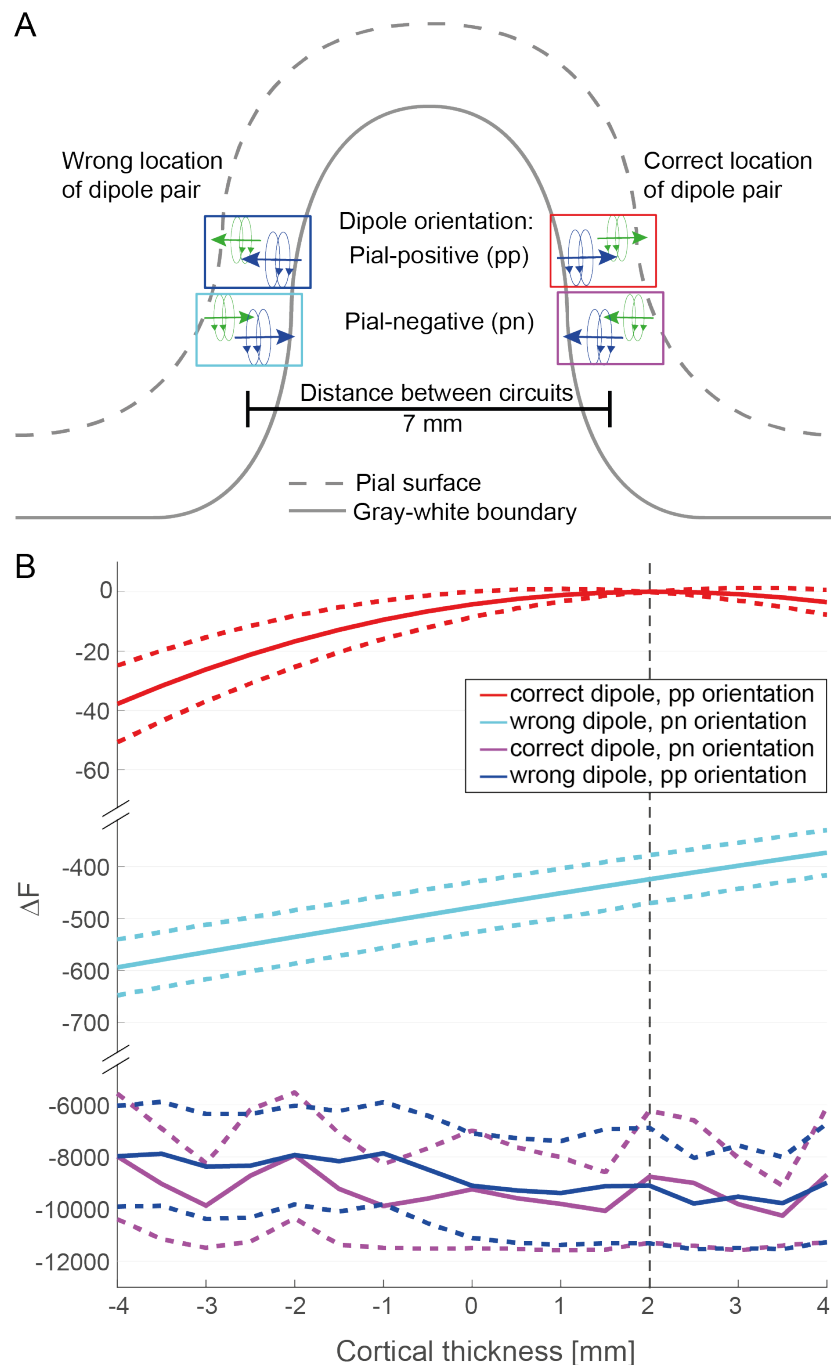 A
Wrong location
of dipole pair
Correct location
of dipole pair
Dipole orientation:
Pial-positive (pp)
Pial-negative (pn)
Distance between circuits
7 mm
Pial surface
Gray-white boundary
B
0
-20
-40
-60
correct dipole, pp orientation
wrong dipole, pn orientation
correct dipole, pn orientation
wrong dipole, pp orientation
ΔF
-400
-500
-600
-700
-6000
-8000
-10000
-12000
-4 -3 -2 -1 0 1 2 3 4
Cortical thickness [mm]